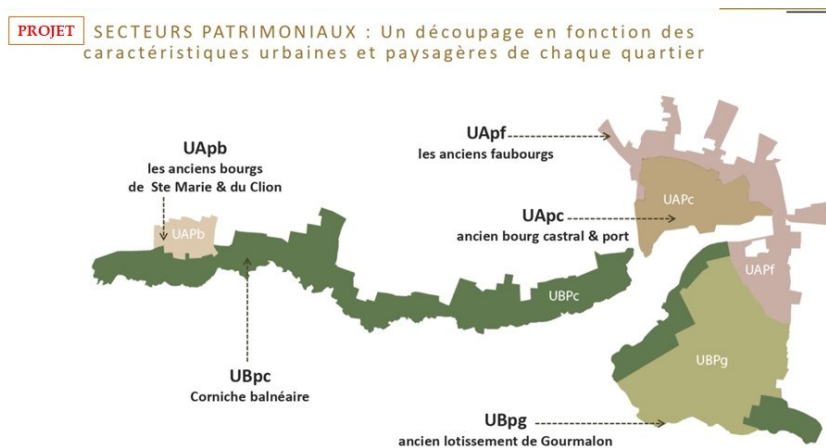 PROJET
SECTEURS PATRIMONIAUX : Un découpage en fonction des
caractéristiques urbaines et paysagères de chaque quartier
UApb
les anciens bourgs
de Ste Marie & du Clion
UApf
les anciens faubourgs
UApc
ancien bourg castral & port
UAPc
UAPb
UAPf
UBPc
UBPg
UBpc
Corniche balnéaire
UBpg
ancien lotissement de Gourmalon